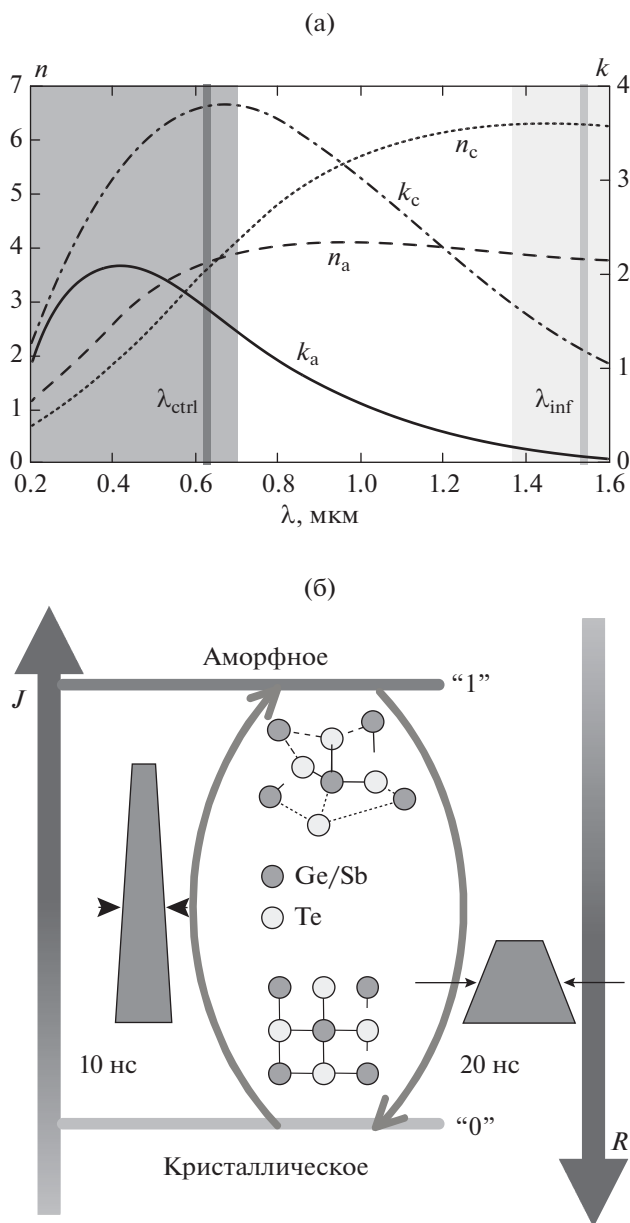 (а)
n
k
7
6
5
4
3
2
1
0
4
3
2
1
0
n_c
k_c
n_a
k_a
λ_ctrl
λ_inf
0.2 0.4 0.6 0.8 1.0 1.2 1.4 1.6
λ, мкм
(б)
Аморфное
J
“1”
Ge/Sb
Te
10 нс
20 нс
“0”
R
Кристаллическое